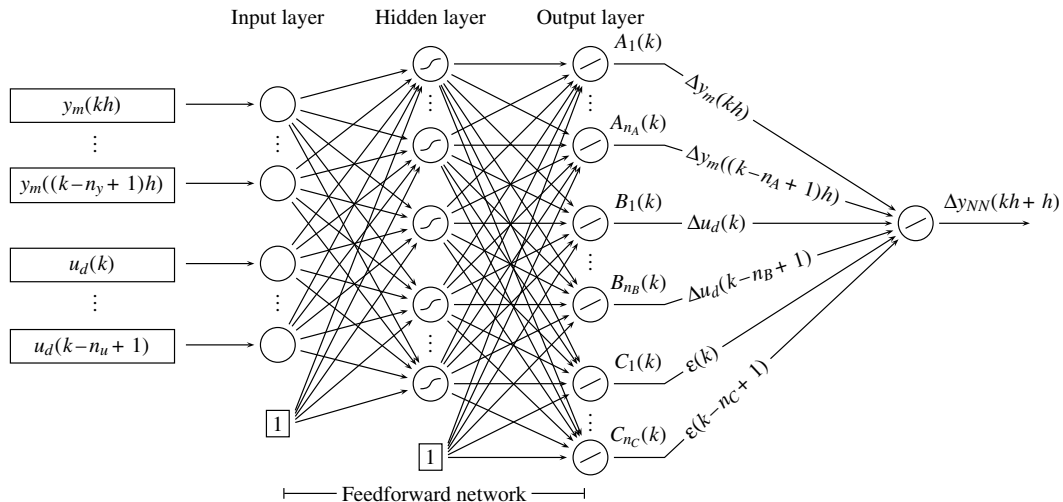 Input layer
Hidden layer
Output layer
y_m(kh)
⋮
y_m((k−n_y + 1)h)
u_d(k)
⋮
u_d(k−n_u + 1)
1
1
A_1(k)
A_{n_A}(k)
B_1(k)
B_{n_B}(k)
C_1(k)
C_{n_C}(k)
Δy_m(kh)
Δy_m((k−n_A + 1)h)
Δu_d(k)
Δu_d(k−n_B + 1)
ε(k)
ε(k−n_C + 1)
Δy_{NN}(kh + h)
Feedforward network